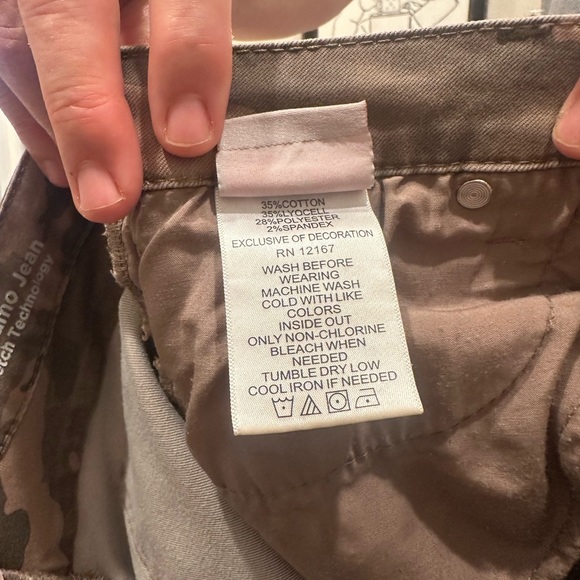 35%COTTON
35%LYOCELL
28%POLYESTER
2%SPANDEX
EXCLUSIVE OF DECORATION
RN 12167
WASH BEFORE
WEARING
MACHINE WASH
COLD WITH LIKE
COLORS
INSIDE OUT
ONLY NON-CHLORINE
BLEACH WHEN
NEEDED
TUMBLE DRY LOW
COOL IRON IF NEEDED
Jean